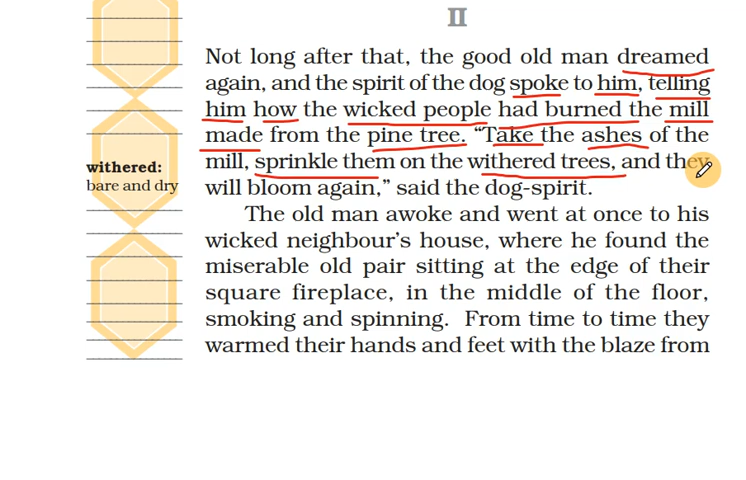 II
Not long after that, the good old man dreamed
again, and the spirit of the dog spoke to him, telling
him how the wicked people had burned the mill
made from the pine tree. “Take the ashes of the
mill, sprinkle them on the withered trees, and they
will bloom again,” said the dog-spirit.
withered:
bare and dry
The old man awoke and went at once to his
wicked neighbour’s house, where he found the
miserable old pair sitting at the edge of their
square fireplace, in the middle of the floor,
smoking and spinning. From time to time they
warmed their hands and feet with the blaze from